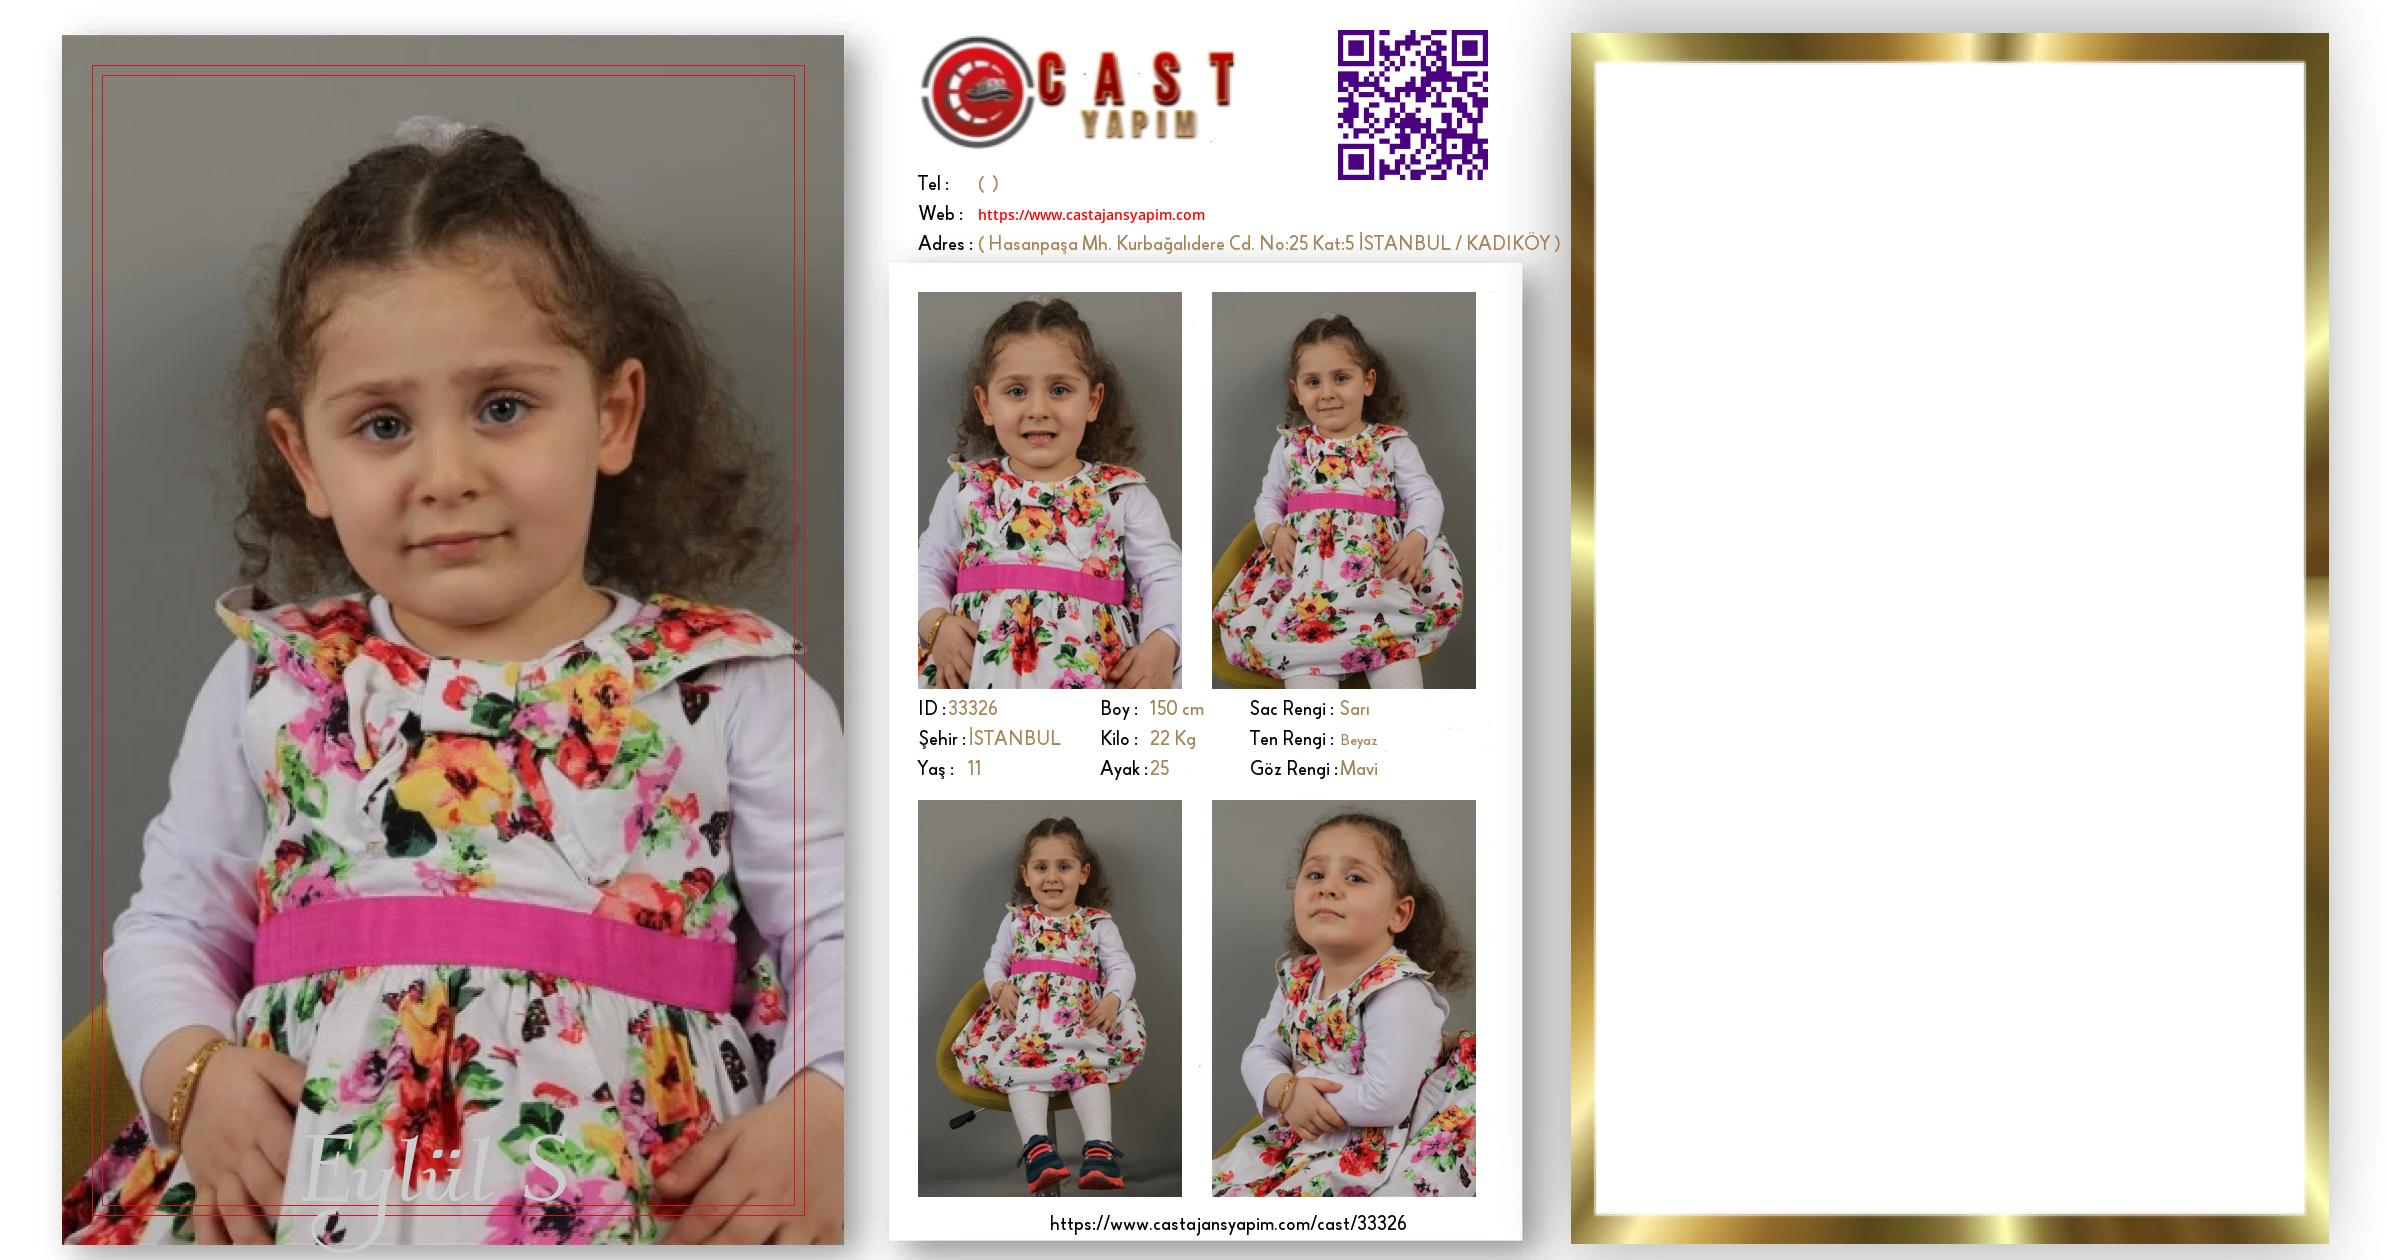 Eylül S
CAST
YAPIM
Tel : ( )
Web : https://www.castajansyapim.com
Adres : ( Hasanpaşa Mh. Kurbağalıdere Cd. No:25 Kat:5 İSTANBUL / KADIKÖY )
ID : 33326 Boy : 150 cm Sac Rengi : Sarı
Şehir : İSTANBUL Kilo : 22 Kg Ten Rengi : Beyaz
Yaş : 11 Ayak : 25 Göz Rengi : Mavi
https://www.castajansyapim.com/cast/33326